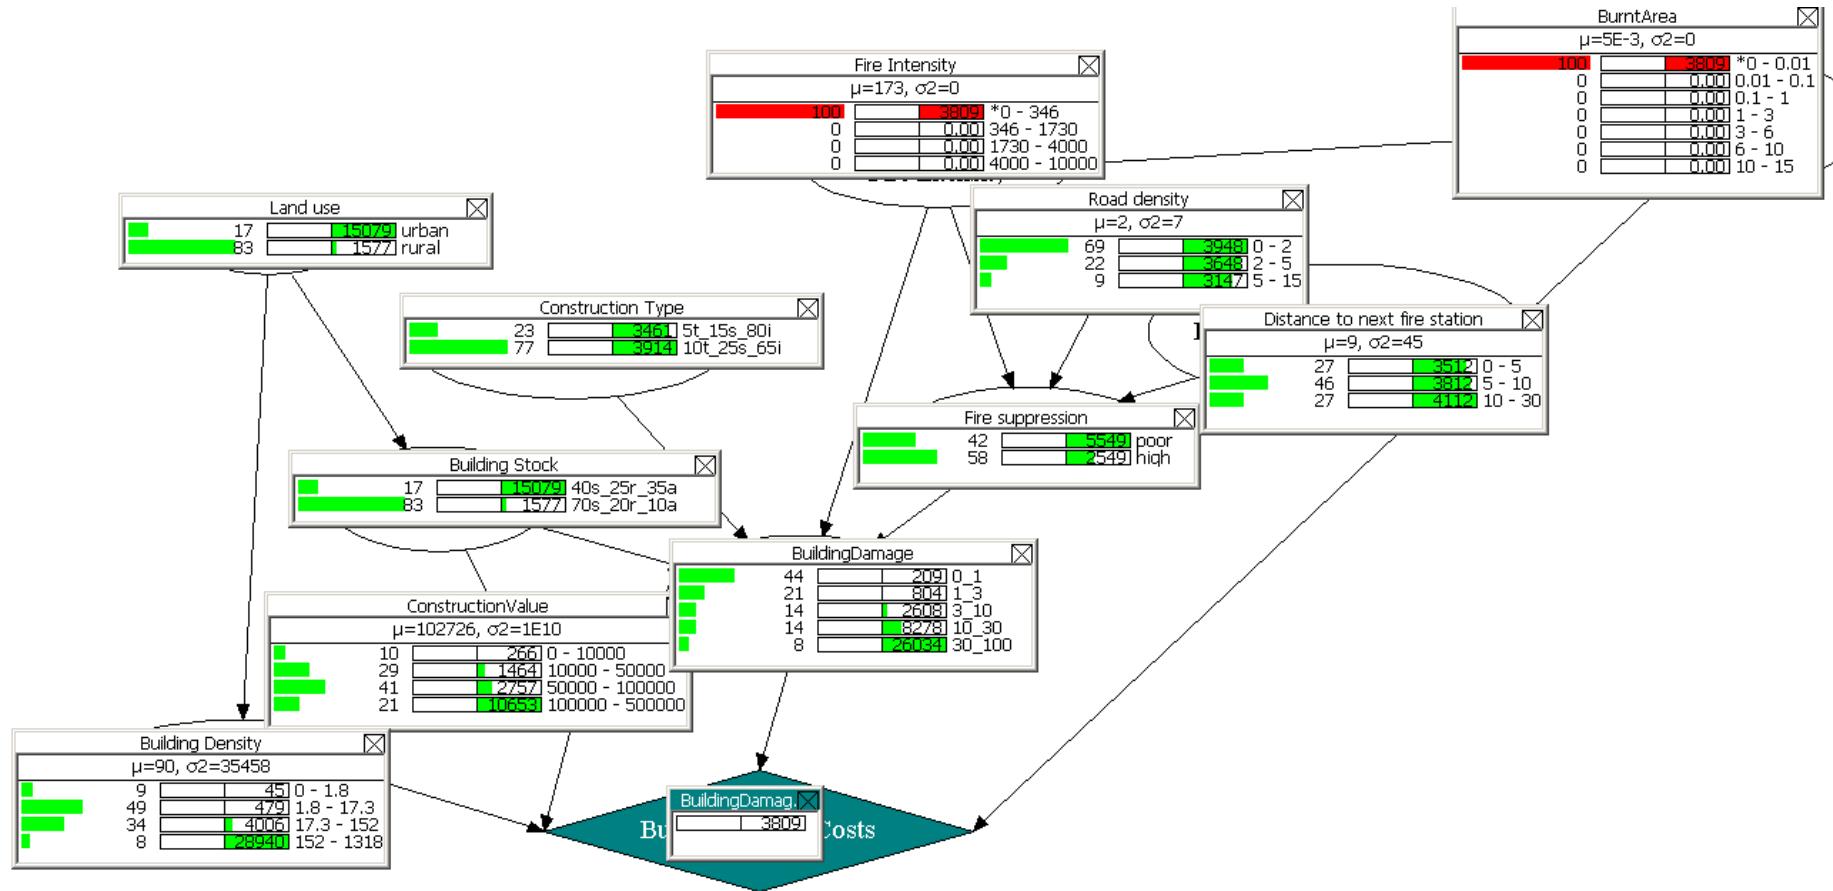 BurntArea
µ=5E-3, σ2=0
100 3809 *0 - 0.01
0 0.00 0.01 - 0.1
0 0.00 0.1 - 1
0 0.00 1 - 3
0 0.00 3 - 6
0 0.00 6 - 10
0 0.00 10 - 15
Fire Intensity
µ=173, σ2=0
100 3809 *0 - 346
0 0.00 346 - 1730
0 0.00 1730 - 4000
0 0.00 4000 - 10000
Land use
17 15079 urban
83 1577 rural
Road density
µ=2, σ2=7
69 3948 0 - 2
22 3648 2 - 5
9 3147 5 - 15
Construction Type
23 3461 5t_15s_80i
77 3914 10t_25s_65i
Distance to next fire station
µ=9, σ2=45
27 3512 0 - 5
46 3812 5 - 10
27 4112 10 - 30
Fire suppression
42 5549 poor
58 2549 high
Building Stock
17 15079 40s_25r_35a
83 1577 70s_20r_10a
BuildingDamage
44 209 0_1
21 804 1_3
14 2608 3_10
14 8278 10_30
8 26034 30_100
ConstructionValue
µ=102726, σ2=1E10
10 266 0 - 10000
29 1464 10000 - 50000
41 2757 50000 - 100000
21 10653 100000 - 500000
Building Density
µ=90, σ2=35458
9 45 0 - 1.8
49 479 1.8 - 17.3
34 4006 17.3 - 152
8 28940 152 - 1318
BuildingDamag.
3809
Bu Costs